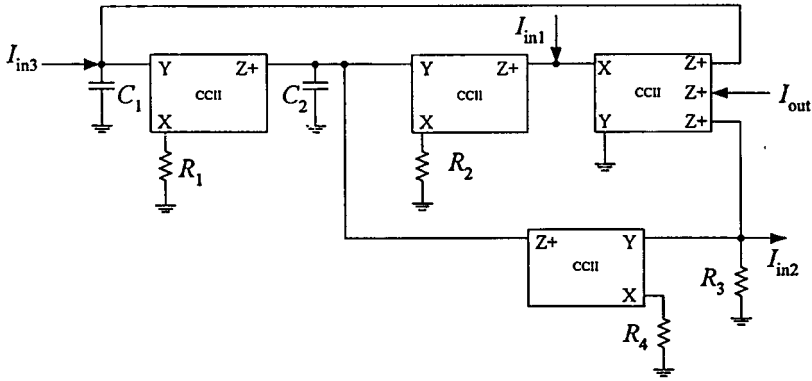 I_in1
I_in3
Y Z+ Y Z+ X Z+
CCII CCII CCII Z+
C_1 C_2 I_out
X X Y Z+
R_1 R_2
Z+ Y
CCII I_in2
X R_3
R_4